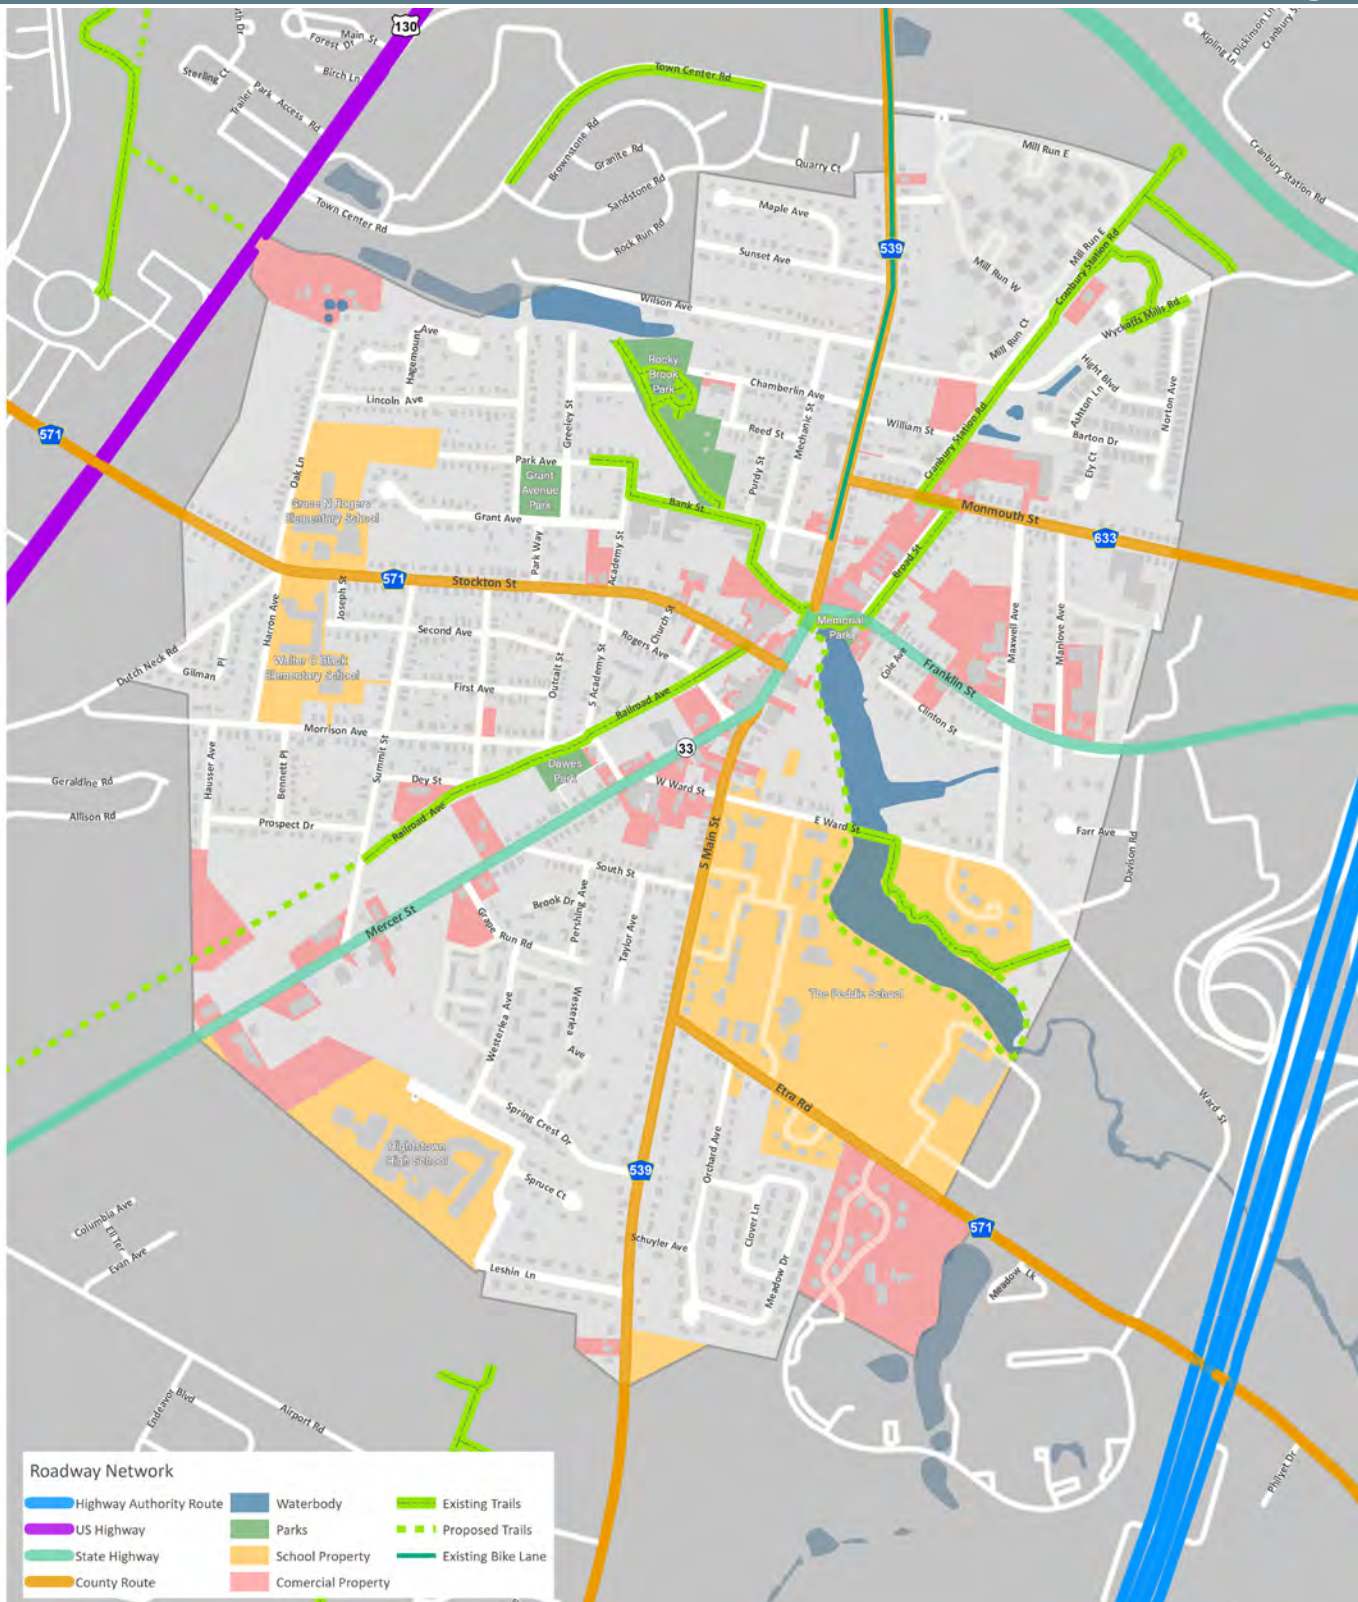 130
Main St
Forest Dr
Birch Ln
Sterling Ct
Park Access Rd
Trailer
Town Center Rd
Town Center Rd
Brownstone Rd
Granite Rd
Sandstone Rd
Rock Run Rd
Quarry Ct
Maple Ave
Sunset Ave
Wilson Ave
539
Mill Run E
Mill Run E
Cranbury Station Rd
Mill Run W
Mill Run Ct
Wyckoffs Mills Rd
Kipling Ln
Dickinson Ln
Cranbury Station Rd
Hagemount
Ave
Lincoln Ave
Greeley St
Rocky
Brook
Park
Chamberlin Ave
Reed St
Purdy St
Mechanic St
William St
Cranbury Station Rd
Hight Blvd
Ashton Ln
Norton Ave
Barton Dr
Ely Ct
571
Oak Ln
Park Ave
Grant
Avenue
Park
Bank St
Grace N Rogers
Elementary School
Grant Ave
Park Way
Academy St
Monmouth St
633
Broad St
571
Stockton St
Joseph St
Harron Ave
Second Ave
Church St
Rogers Ave
Memorial
Park
Maxwell Ave
Manlove Ave
Dutch Neck Rd
Gilman
Pl
Walter C Black
Elementary School
First Ave
Outcalt St
S Academy St
Railroad Ave
Cole Ave
Franklin St
Clinton St
Morrison Ave
Summit St
33
Geraldine Rd
Hausser Ave
Bennett Pl
Dey St
Dawes
Park
W Ward St
Allison Rd
Prospect Dr
Railroad Ave
S Main St
E Ward St
Farr Ave
Davison Rd
South St
Brook Dr
Pershing Ave
Taylor Ave
Mercer St
Grape Run Rd
The Peddie School
Westerlea Ave
Westerlea
Ave
Etra Rd
Ward St
Spring Crest Dr
Hightstown
High School
Orchard Ave
539
Spruce Ct
Columbia Ave
Ell Ter
Evan Ave
Schuyler Ave
Clover Ln
Meadow Dr
571
Leshin Ln
Meadow Lk
Endeavor
Blvd
Airport Rd
Philyet Dr
Roadway Network
Highway Authority Route
US Highway
State Highway
County Route
Waterbody
Parks
School Property
Comercial Property
Existing Trails
Proposed Trails
Existing Bike Lane